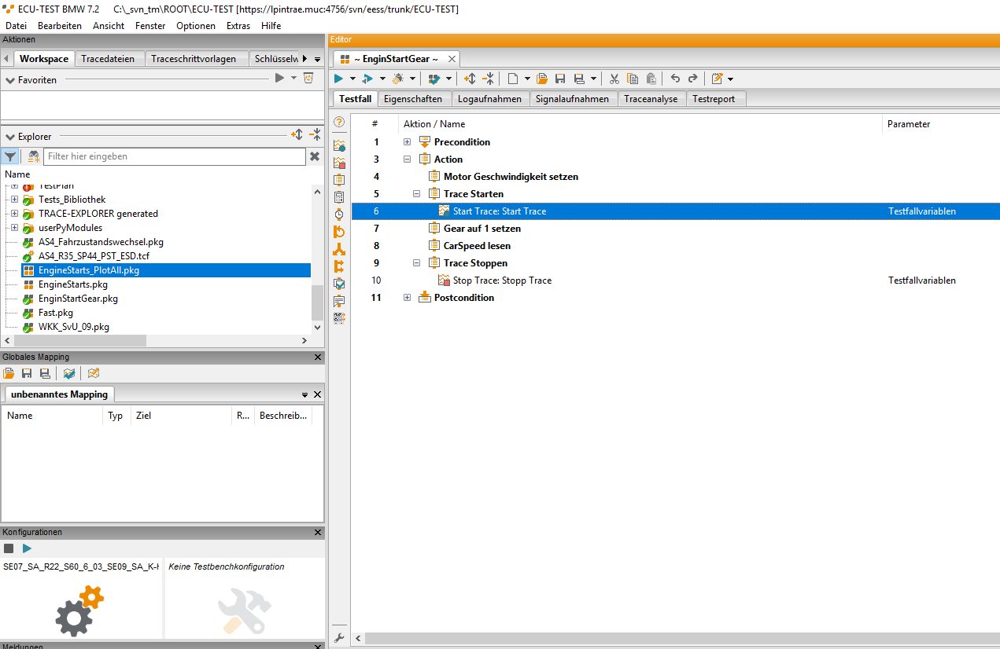 ECU-TEST BMW 7.2 C:\_svn_tm\ROOT\ECU-TEST [https://lpintrae.muc:4756/svn/eess/trunk/ECU-TEST]
Datei Bearbeiten Ansicht Fenster Optionen Extras Hilfe
Aktionen
Workspace Tracedateien Traceschrittvorlagen Schlüsselw
Favoriten
Explorer
Filter hier eingeben
Name
TestPlan
Tests_Bibliothek
TRACE-EXPLORER generated
userPyModules
AS4_Fahrzustandswechsel.pkg
AS4_R35_SP44_PST_ESD.tcf
EngineStarts_PlotAll.pkg
EngineStarts.pkg
EnginStartGear.pkg
Fast.pkg
WKK_SvU_09.pkg
Globales Mapping
unbenanntes Mapping
Name Typ Ziel R... Beschreib...
Konfigurationen
SE07_SA_R22_S60_6_03_SE09_SA_K-H
Keine Testbenchkonfiguration
Meldungen
Editor
~ EnginStartGear ~
Testfall Eigenschaften Logaufnahmen Signalaufnahmen Traceanalyse Testreport
# Aktion / Name Parameter
1 Precondition
3 Action
4 Motor Geschwindigkeit setzen
5 Trace Starten
6 Start Trace: Start Trace Testfallvariablen
7 Gear auf 1 setzen
8 CarSpeed lesen
9 Trace Stoppen
10 Stop Trace: Stopp Trace Testfallvariablen
11 Postcondition